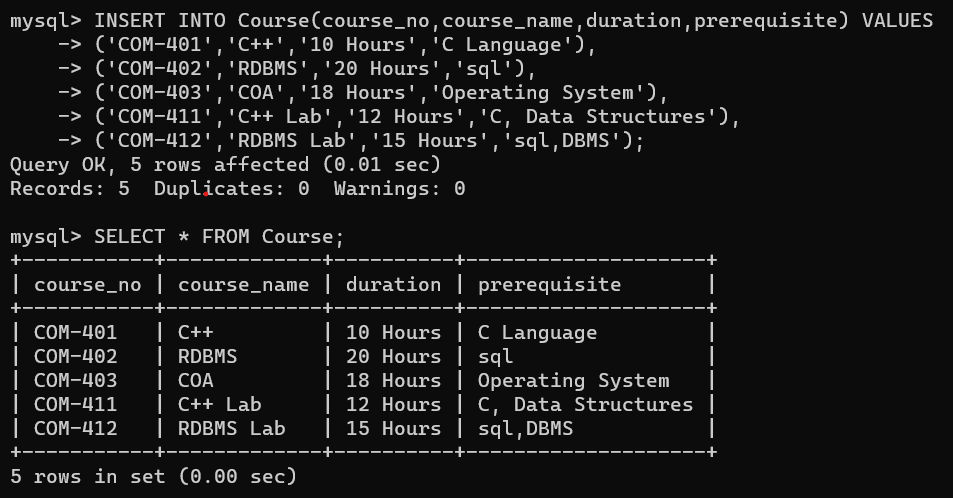 mysql> INSERT INTO Course(course_no,course_name,duration,prerequisite) VALUES
    -> ('COM-401','C++','10 Hours','C Language'),
    -> ('COM-402','RDBMS','20 Hours','sql'),
    -> ('COM-403','COA','18 Hours','Operating System'),
    -> ('COM-411','C++ Lab','12 Hours','C, Data Structures'),
    -> ('COM-412','RDBMS Lab','15 Hours','sql,DBMS');
Query OK, 5 rows affected (0.01 sec)
Records: 5  Duplicates: 0  Warnings: 0

mysql> SELECT * FROM Course;
+-----------+-------------+----------+--------------------+
| course_no | course_name | duration | prerequisite       |
+-----------+-------------+----------+--------------------+
| COM-401   | C++         | 10 Hours | C Language         |
| COM-402   | RDBMS       | 20 Hours | sql                |
| COM-403   | COA         | 18 Hours | Operating System   |
| COM-411   | C++ Lab     | 12 Hours | C, Data Structures |
| COM-412   | RDBMS Lab   | 15 Hours | sql,DBMS           |
+-----------+-------------+----------+--------------------+
5 rows in set (0.00 sec)